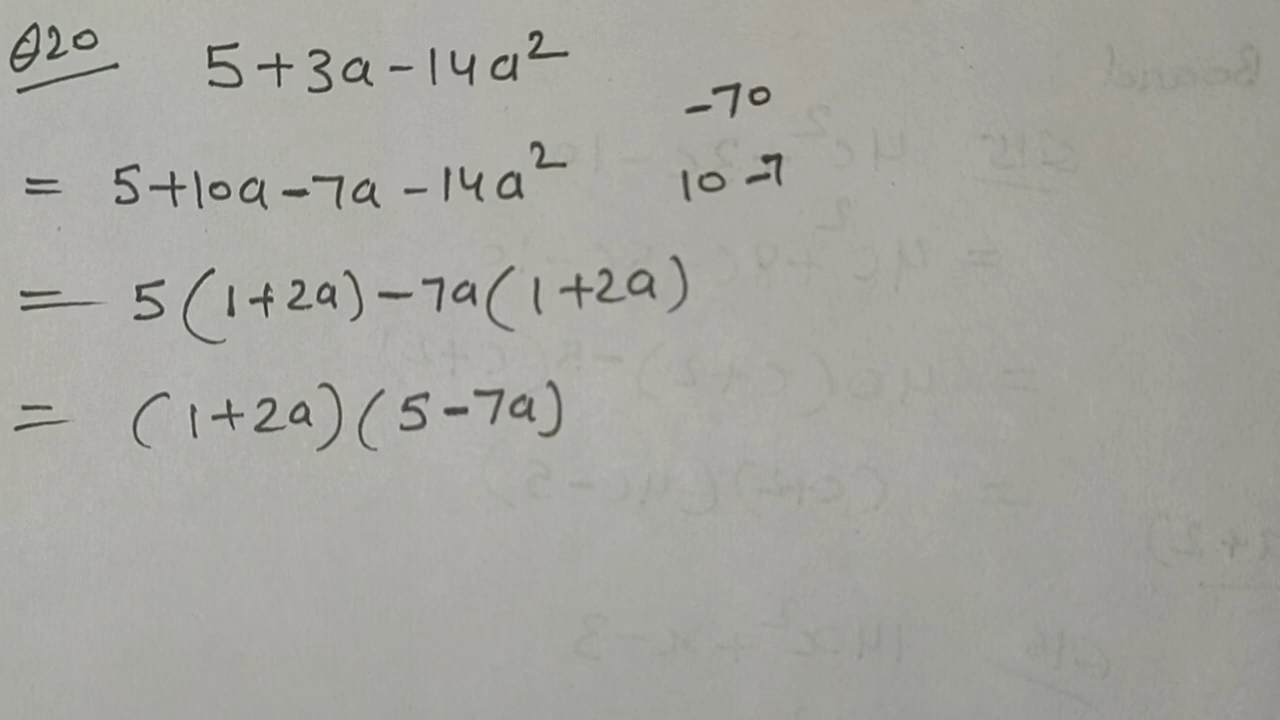 Q20 5+3a-14a²
-70
= 5+10a-7a-14a² 10 -7
= 5(1+2a)-7a(1+2a)
= (1+2a)(5-7a)